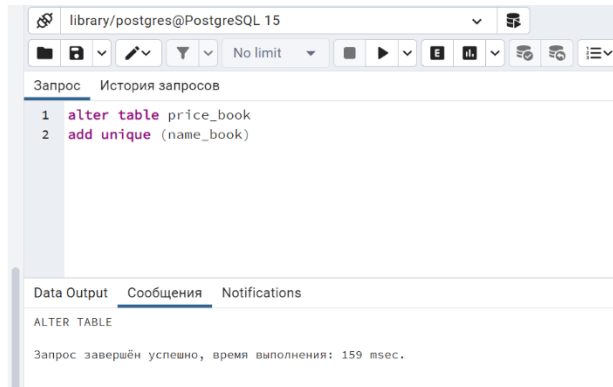 library/postgres@PostgreSQL 15
No limit
E
Запрос История запросов
1 alter table price_book
2 add unique (name_book)
Data Output Сообщения Notifications
ALTER TABLE
Запрос завершён успешно, время выполнения: 159 msec.